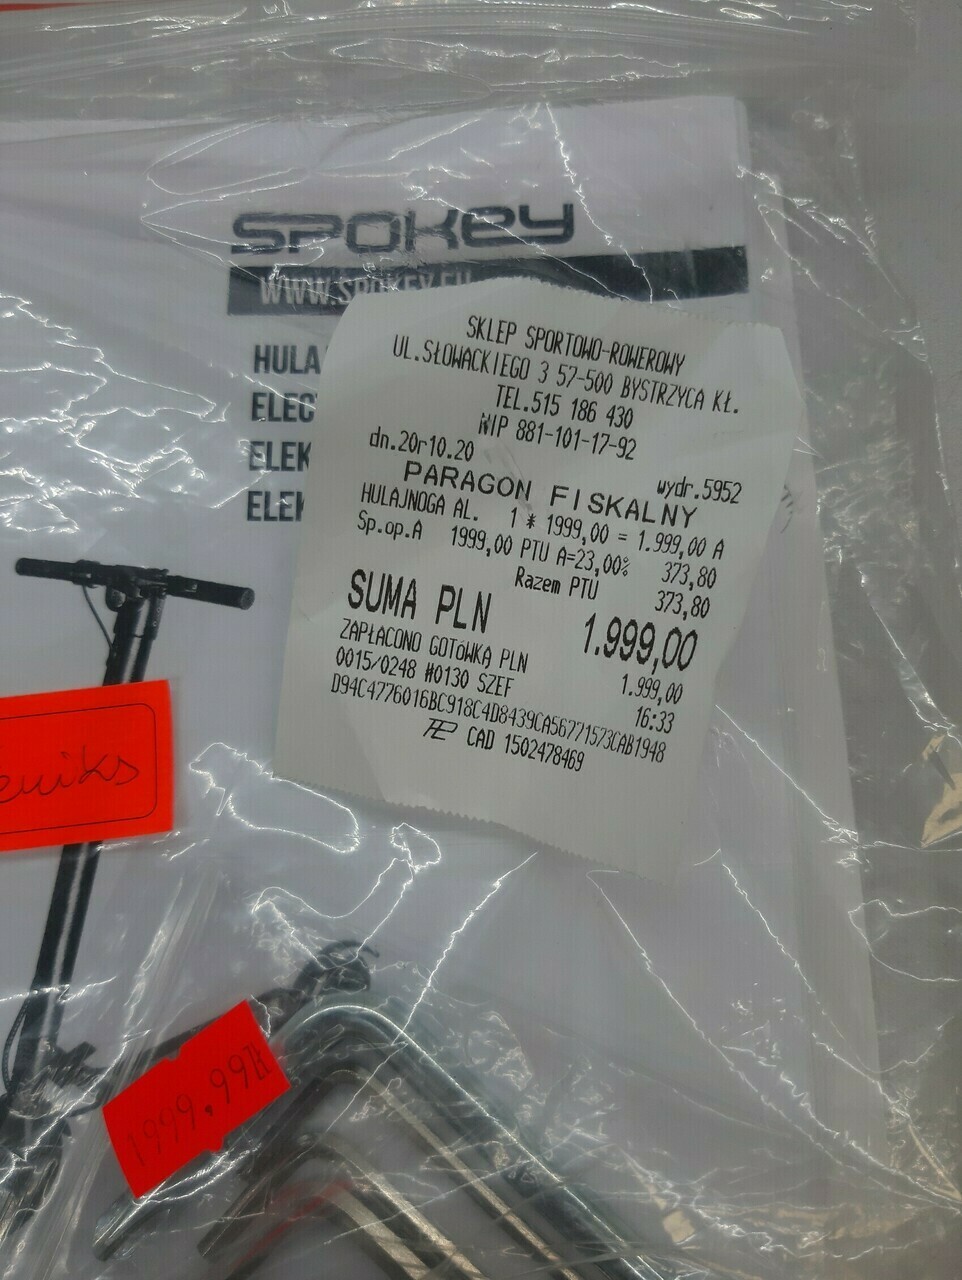 SPOKEY
WWW.SPOKEY.EU
HULA
ELEC
ELEK
ELEK
SKLEP SPORTOWO-ROWEROWY
UL.SŁOWACKIEGO 3 57-500 BYSTRZYCA KŁ.
TEL.515 186 430
NIP 881-101-17-92
dn.20r10.20 wydr.5952
PARAGON FISKALNY
HULAJNOGA AL. 1 * 1999,00 = 1.999,00 A
Sp.op.A 1999,00 PTU A=23,00% 373,80
Razem PTU 373,80
SUMA PLN 1.999,00
ZAPŁACONO GOTÓWKĄ PLN 1.999,00
0015/0248 #0130 SZEF 16:33
D94C4776016BC918C4D8439CA56771573CAB1948
CAD 1502478469
1999,99zł